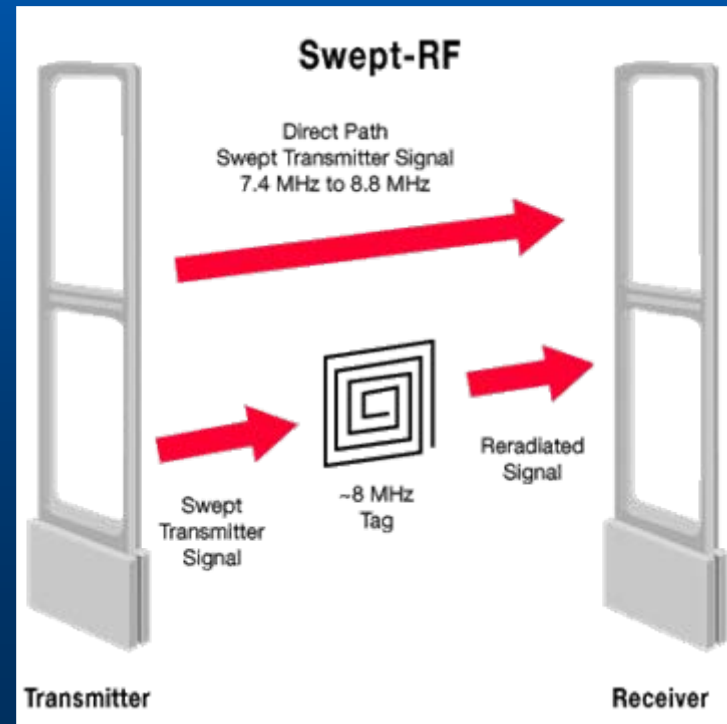 Swept-RF
Direct Path
Swept Transmitter Signal
7.4 MHz to 8.8 MHz
Swept
Transmitter
Signal
~8 MHz
Tag
Reradiated
Signal
Transmitter
Receiver